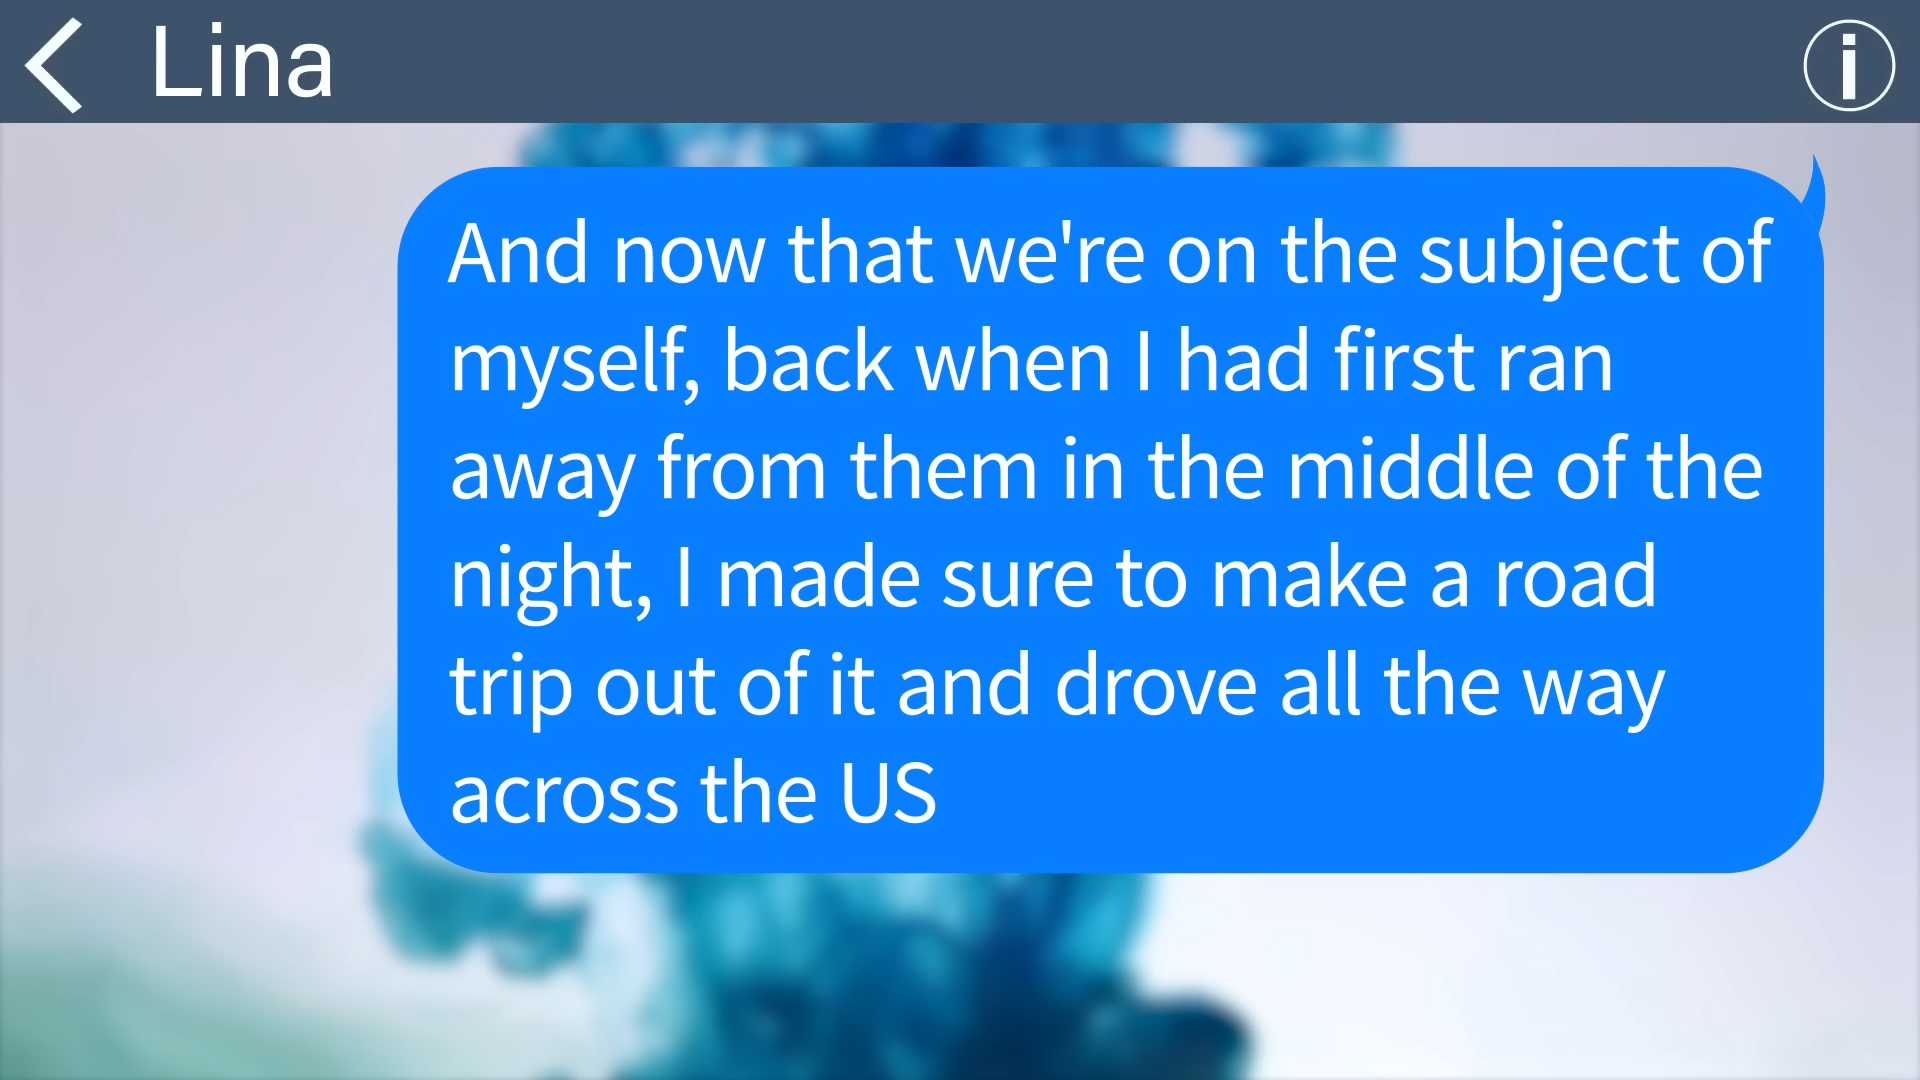 Lina
And now that we're on the subject of
myself, back when I had first ran
away from them in the middle of the
night, I made sure to make a road
trip out of it and drove all the way
across the US